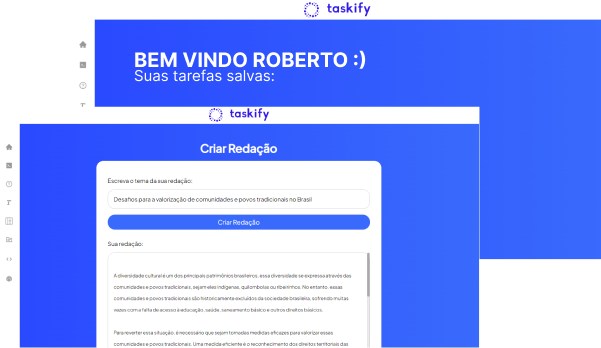 taskify
BEM VINDO ROBERTO :)
Suas tarefas salvas:
taskify
Criar Redação
Escreva o tema da sua redação:
Desafios para a valorização de comunidades e povos tradicionais no Brasil
Criar Redação
Sua redação:
A diversidade cultural é um dos principais patrimônios brasileiros, essa diversidade se expressa através das
comunidades e povos tradicionais, sejam eles indígenas, quilombolas ou ribeirinhos. No entanto, essas
comunidades e povos tradicionais são historicamente excluídos da sociedade brasileira, sofrendo muitas
vezes com a falta de acesso à educação, saúde, saneamento básico e outros direitos básicos.
Para reverter essa situação, é necessário que sejam tomadas medidas eficazes para valorizar essas
comunidades e povos tradicionais. Uma medida eficiente é o reconhecimento dos direitos territoriais das